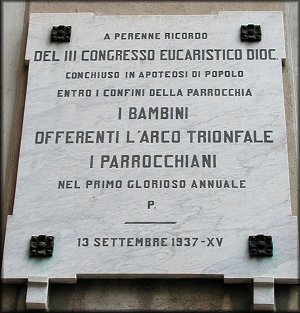 A PERENNE RICORDO
DEL III CONGRESSO EUCARISTICO DIOC.
CONCHIUSO IN APOTEOSI DI POPOLO
ENTRO I CONFINI DELLA PARROCCHIA
I BAMBINI
OFFERENTI L'ARCO TRIONFALE
I PARROCCHIANI
NEL PRIMO GLORIOSO ANNUALE
P.
13 SETTEMBRE 1937-XV